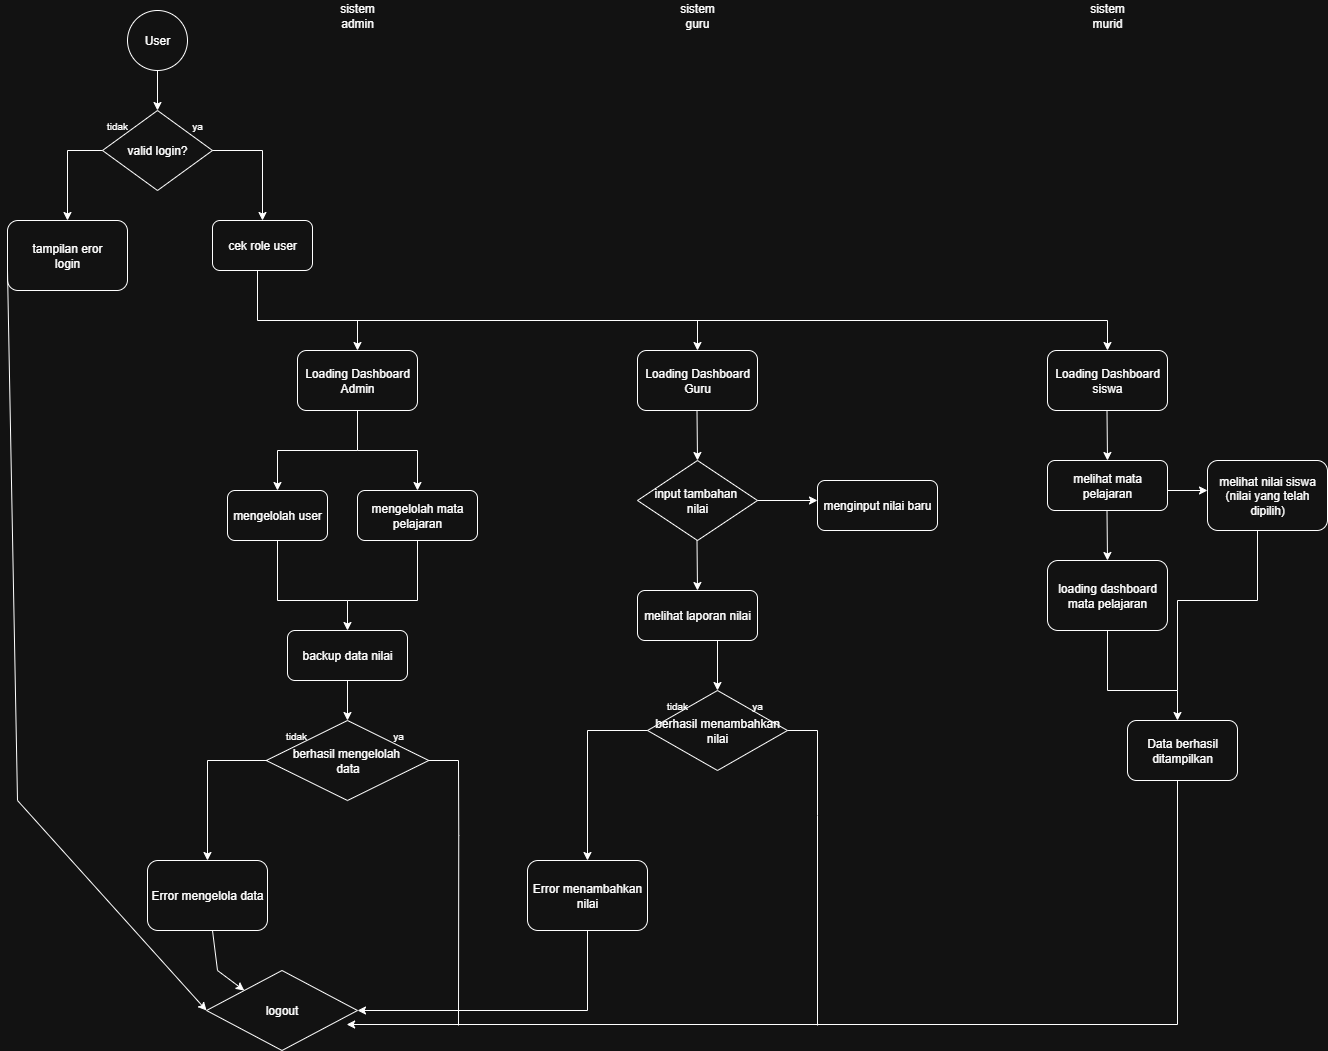 sistem
admin
sistem
guru
sistem
murid
User
tidak
ya
valid login?
tampilan eror
login
cek role user
Loading Dashboard
Admin
Loading Dashboard
Guru
Loading Dashboard
siswa
mengelolah user
mengelolah mata
pelajaran
input tambahan
nilai
menginput nilai baru
melihat mata
pelajaran
melihat nilai siswa
(nilai yang telah
dipilih)
loading dashboard
mata pelajaran
melihat laporan nilai
backup data nilai
tidak
ya
berhasil menambahkan
nilai
tidak
ya
berhasil mengelolah
data
Data berhasil
ditampilkan
Error mengelola data
Error menambahkan
nilai
logout